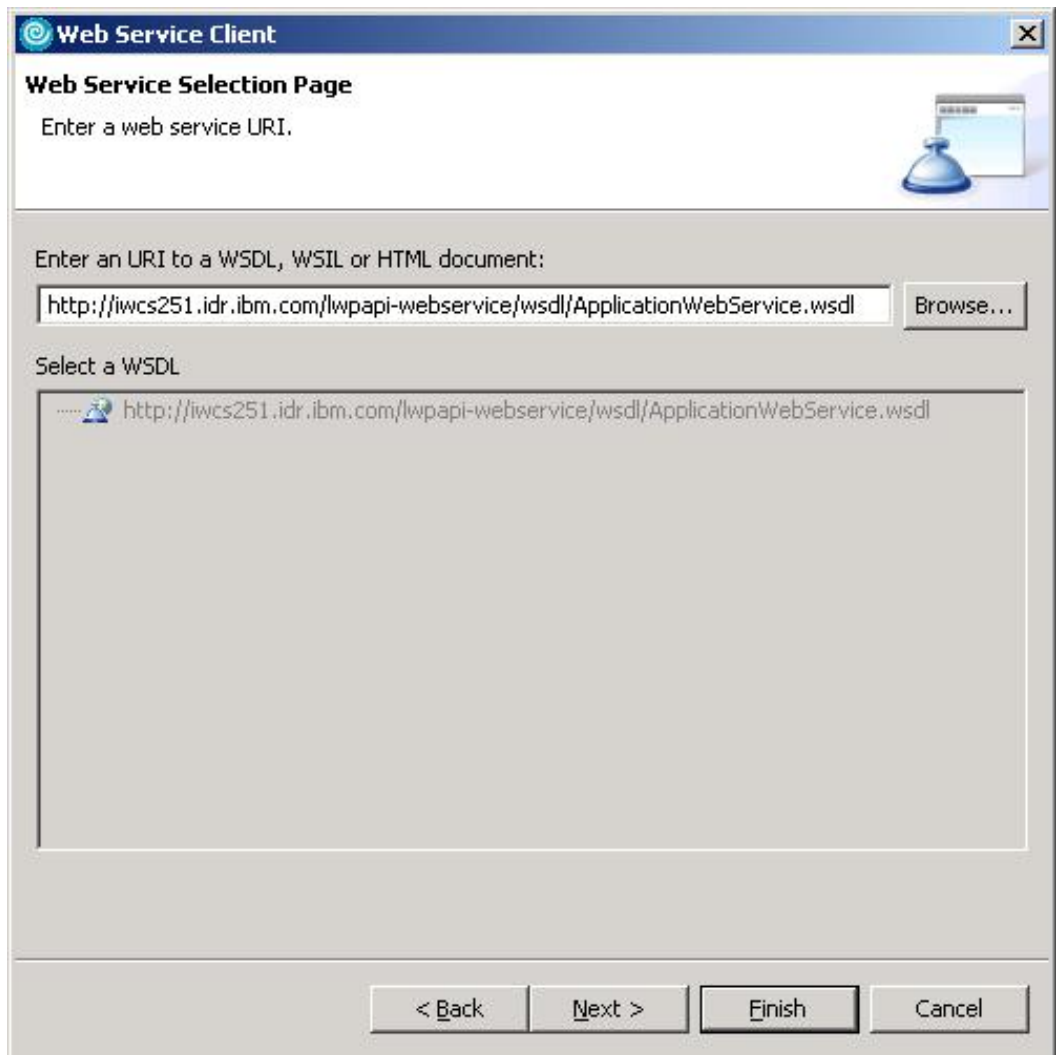 Web Service Client
Web Service Selection Page
Enter a web service URI.
Enter an URI to a WSDL, WSIL or HTML document:
http://iwcs251.idr.ibm.com/lwpapi-webservice/wsdl/ApplicationWebService.wsdl Browse...
Select a WSDL
http://iwcs251.idr.ibm.com/lwpapi-webservice/wsdl/ApplicationWebService.wsdl
< Back Next > Finish Cancel